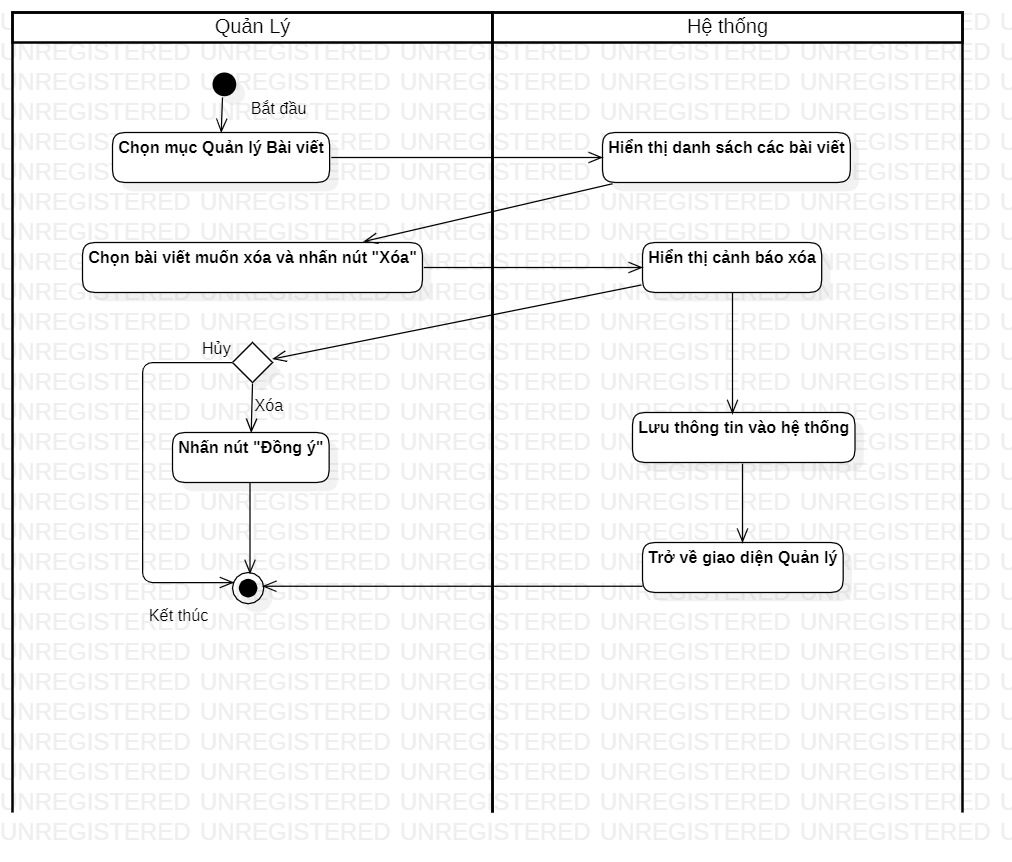 Quản Lý
Hệ thống
Bắt đầu
Chọn mục Quản lý Bài viết
Hiển thị danh sách các bài viết
Chọn bài viết muốn xóa và nhấn nút "Xóa"
Hiển thị cảnh báo xóa
Hủy
Xóa
Lưu thông tin vào hệ thống
Nhấn nút "Đồng ý"
Trở về giao diện Quản lý
Kết thúc
UNREGISTERED